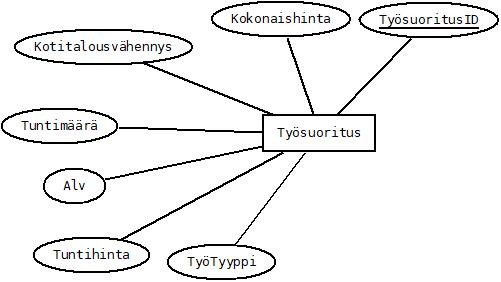 Kokonaishinta
TyösuoritusID
Kotitalousvähennys
Tuntimäärä
Työsuoritus
Alv
Tuntihinta
TyöTyyppi